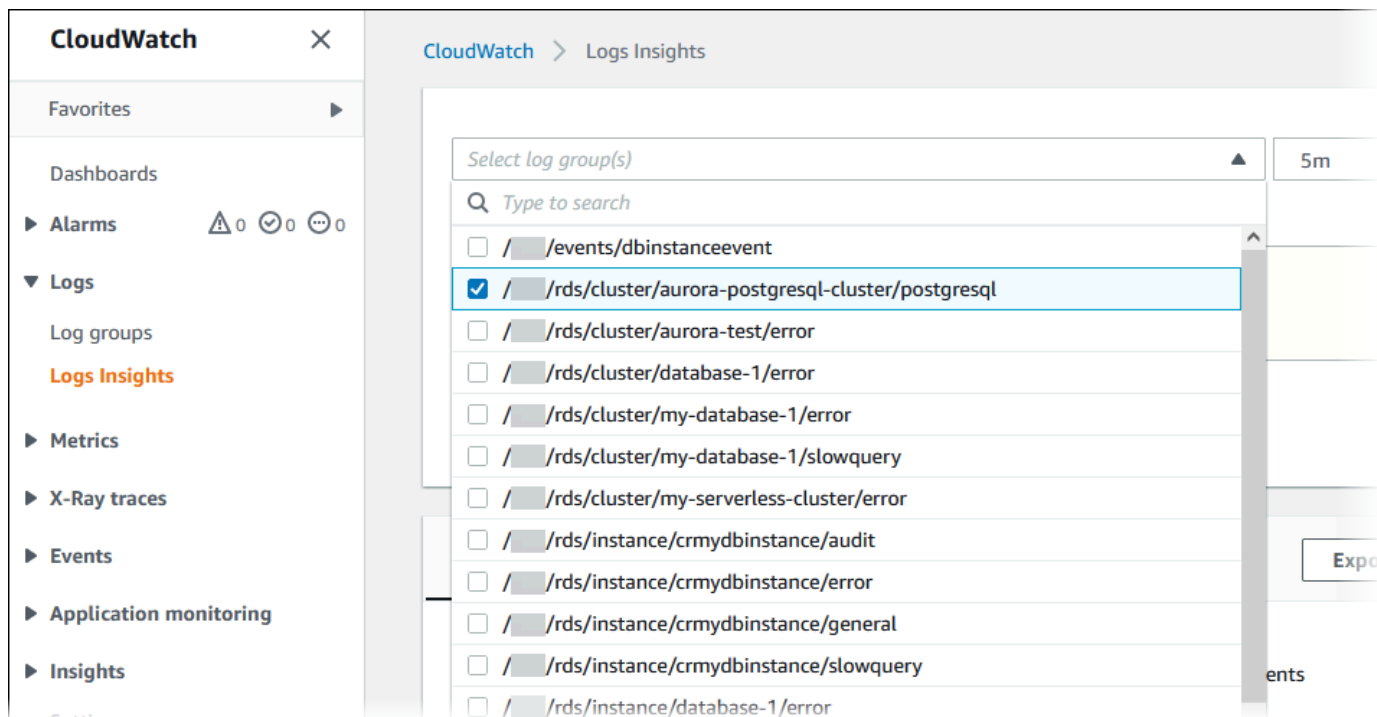 CloudWatch
Favorites
Dashboards
Alarms 0 0 0
Logs
Log groups
Logs Insights
Metrics
X-Ray traces
Events
Application monitoring
Insights
CloudWatch > Logs Insights
Select log group(s)
5m
Type to search
/ /events/dbinstanceevent
/ /rds/cluster/aurora-postgresql-cluster/postgresql
/ /rds/cluster/aurora-test/error
/ /rds/cluster/database-1/error
/ /rds/cluster/my-database-1/error
/ /rds/cluster/my-database-1/slowquery
/ /rds/cluster/my-serverless-cluster/error
/ /rds/instance/crmydbinstance/audit
/ /rds/instance/crmydbinstance/error
/ /rds/instance/crmydbinstance/general
/ /rds/instance/crmydbinstance/slowquery
/ /rds/instance/database-1/error
Expo
ents